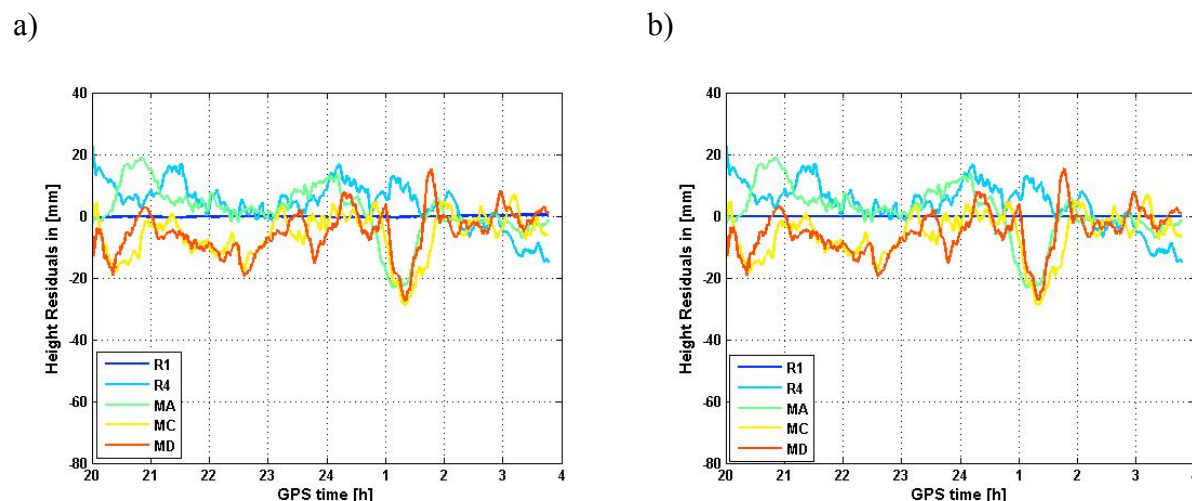 a)
b)
40
20
0
-20
-40
-60
-80
Height Residuals in [mm]
R1
R4
MA
MC
MD
20 21 22 23 24 1 2 3 4
GPS time [h]
40
20
0
-20
-40
-60
-80
Height Residuals in [mm]
R1
R4
MA
MC
MD
20 21 22 23 24 1 2 3
GPS time [h]